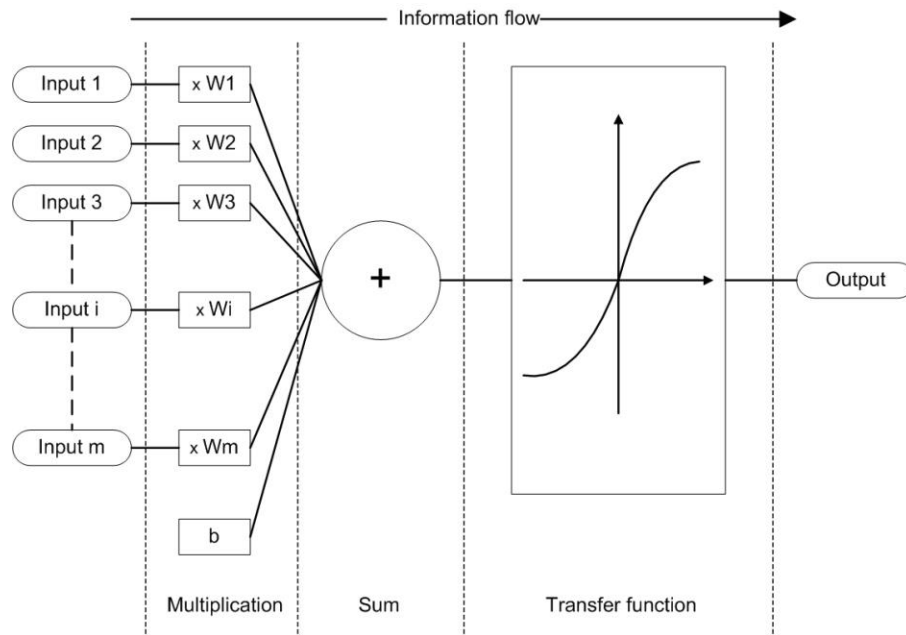 Information flow
Input 1
x W1
Input 2
x W2
Input 3
x W3
Input i
x Wi
Input m
x Wm
b
+
Output
Multiplication
Sum
Transfer function